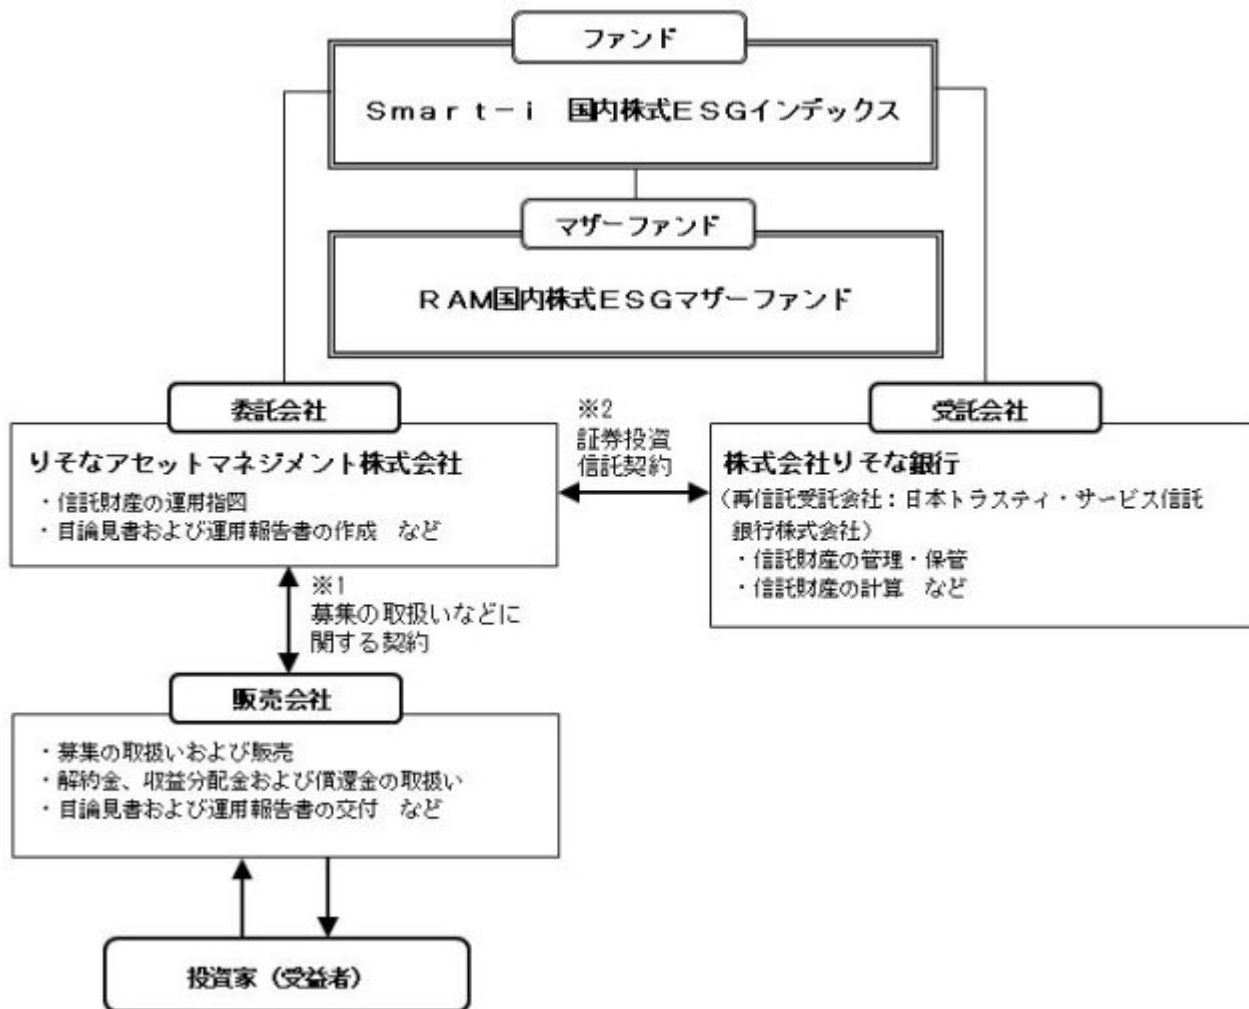 ファンド
Ｓｍａｒｔ－ｉ　国内株式ＥＳＧインデックス
マザーファンド
ＲＡＭ国内株式ＥＳＧマザーファンド
委託会社
りそなアセットマネジメント株式会社
・信託財産の運用指図
・目論見書および運用報告書の作成　など
※2
証券投資
信託契約
受託会社
株式会社りそな銀行
（再信託受託会社：日本トラスティ・サービス信託
銀行株式会社）
・信託財産の管理・保管
・信託財産の計算　など
※1
募集の取扱いなどに
関する契約
販売会社
・募集の取扱いおよび販売
・解約金、収益分配金および償還金の取扱い
・目論見書および運用報告書の交付　など
投資家（受益者）